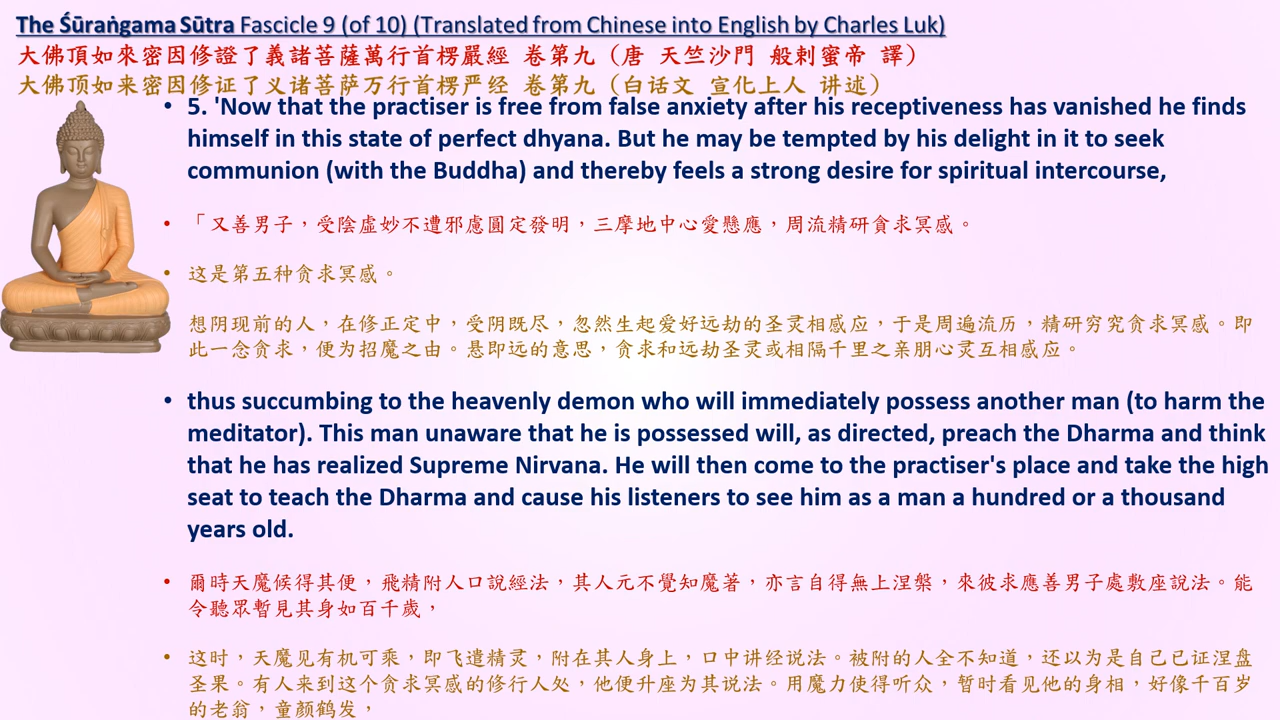 The Śūraṅgama Sūtra Fascicle 9 (of 10) (Translated from Chinese into English by Charles Luk)
大佛頂如來密因修證了義諸菩薩萬行首楞嚴經 卷第九（唐 天竺沙門 般剌蜜帝 譯）
大佛顶如来密因修证了义诸菩萨万行首楞严经 卷第九（白话文 宣化上人 讲述）
• 5. 'Now that the practiser is free from false anxiety after his receptiveness has vanished he finds
himself in this state of perfect dhyana. But he may be tempted by his delight in it to seek
communion (with the Buddha) and thereby feels a strong desire for spiritual intercourse,
• 「又善男子，受陰虛妙不遭邪慮圓定發明，三摩地中心愛懸應，周流精研貪求冥感。
• 这是第五种贪求冥感。
想阴现前的人，在修正定中，受阴既尽，忽然生起爱好远劫的圣灵相感应，于是周遍流历，精研穷究贪求冥感。即
此一念贪求，便为招魔之由。悬即远的意思，贪求和远劫圣灵或相隔千里之亲朋心灵互相感应。
• thus succumbing to the heavenly demon who will immediately possess another man (to harm the
meditator). This man unaware that he is possessed will, as directed, preach the Dharma and think
that he has realized Supreme Nirvana. He will then come to the practiser's place and take the high
seat to teach the Dharma and cause his listeners to see him as a man a hundred or a thousand
years old.
• 爾時天魔候得其便，飛精附人口說經法，其人元不覺知魔著，亦言自得無上涅槃，來彼求應善男子處敷座說法。能
令聽眾暫見其身如百千歲，
• 这时，天魔见有机可乘，即飞遣精灵，附在其人身上，口中讲经说法。被附的人全不知道，还以为是自己已证涅盘
圣果。有人来到这个贪求冥感的修行人处，他便升座为其说法。用魔力使得听众，暂时看见他的身相，好像千百岁
的老翁，童颜鹤发，